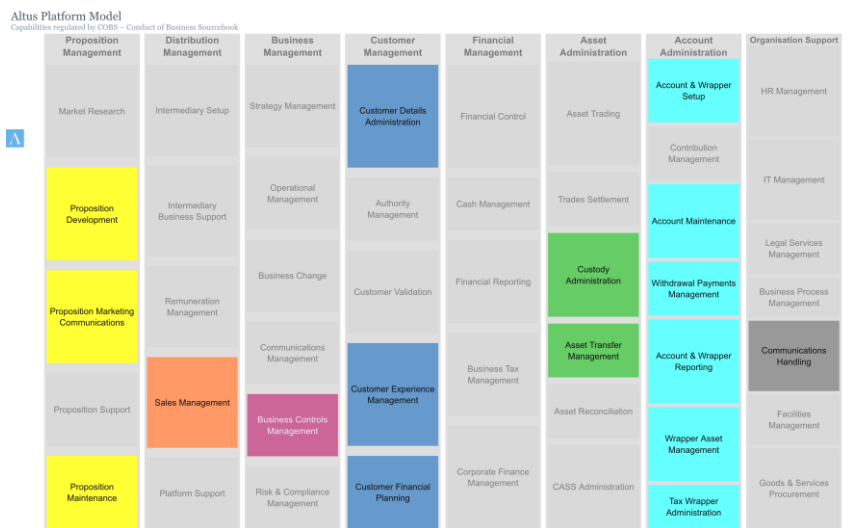 Altus Platform Model
Capabilities regulated by COBS – Conduct of Business Sourcebook
Proposition
Management
Market Research
Proposition
Development
Proposition Marketing
Communications
Proposition Support
Proposition
Maintenance
Distribution
Management
Intermediary Setup
Intermediary
Business Support
Remuneration
Management
Sales Management
Platform Support
Business
Management
Strategy Management
Operational
Management
Business Change
Communications
Management
Business Controls
Management
Risk & Compliance
Management
Customer
Management
Customer Details
Administration
Authority
Management
Customer Validation
Customer Experience
Management
Customer Financial
Planning
Financial
Management
Financial Control
Cash Management
Financial Reporting
Business Tax
Management
Corporate Finance
Management
Asset
Administration
Asset Trading
Trades Settlement
Custody
Administration
Asset Transfer
Management
Asset Reconciliation
CASS Administration
Account
Administration
Account & Wrapper
Setup
Contribution
Management
Account Maintenance
Withdrawal Payments
Management
Account & Wrapper
Reporting
Wrapper Asset
Management
Tax Wrapper
Administration
Organisation Support
HR Management
IT Management
Legal Services
Management
Business Process
Management
Communications
Handling
Facilities
Management
Goods & Services
Procurement